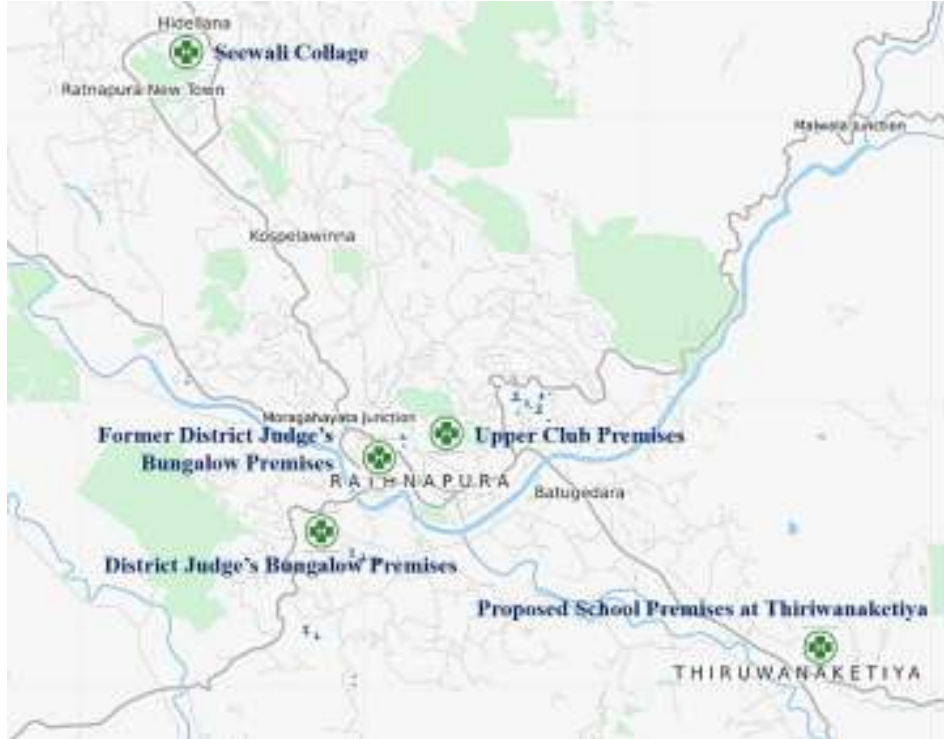 Hidellana
Seewali Collage
Ratnapura New Town
Malwala Junction
Kospelawinna
Moragahayata Junction
Former District Judge's
Bungalow Premises
Upper Club Premises
RATHNAPURA
Batugedara
District Judge's Bungalow Premises
Proposed School Premises at Thiriwanaketiya
THIRUWANAKETIYA